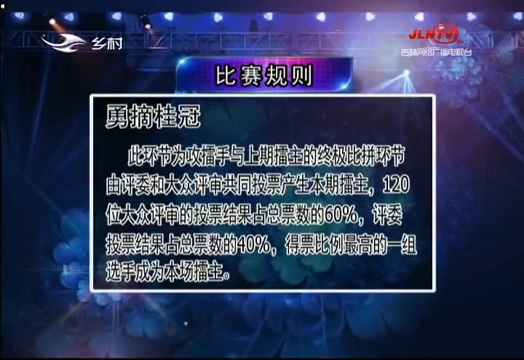 乡村
JLNTV
吉林网络广播电视台
比赛规则
勇摘桂冠
此环节为攻擂手与上期擂主的终极比拼环节
由评委和大众评审共同投票产生本期擂主，120
位大众评审的投票结果占总票数的60%，评委
投票结果占总票数的40%，得票比例最高的一组
选手成为本场擂主。